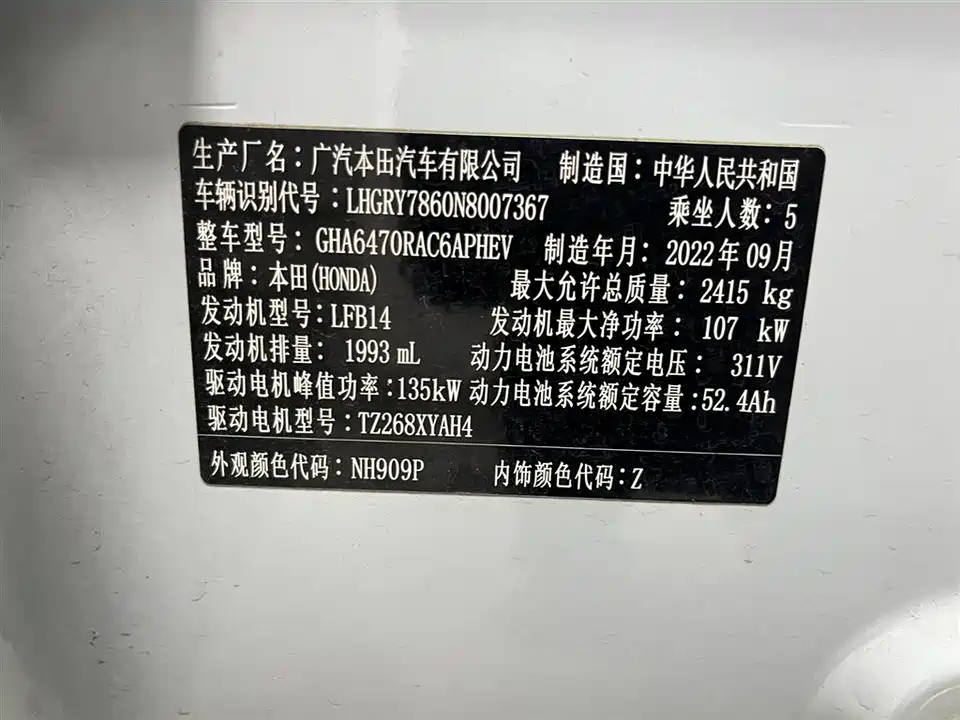 生产厂名：广汽本田汽车有限公司 制造国：中华人民共和国
车辆识别代号：LHGRY7860N8007367 乘坐人数：5
整车型号：GHA6470RAC6APHEV 制造年月：2022年09月
品牌：本田(HONDA) 最大允许总质量：2415 kg
发动机型号：LFB14 发动机最大净功率：107 kW
发动机排量：1993 mL 动力电池系统额定电压：311V
驱动电机峰值功率：135kW 动力电池系统额定容量：52.4Ah
驱动电机型号：TZ268XYAH4
外观颜色代码：NH909P 内饰颜色代码：Z